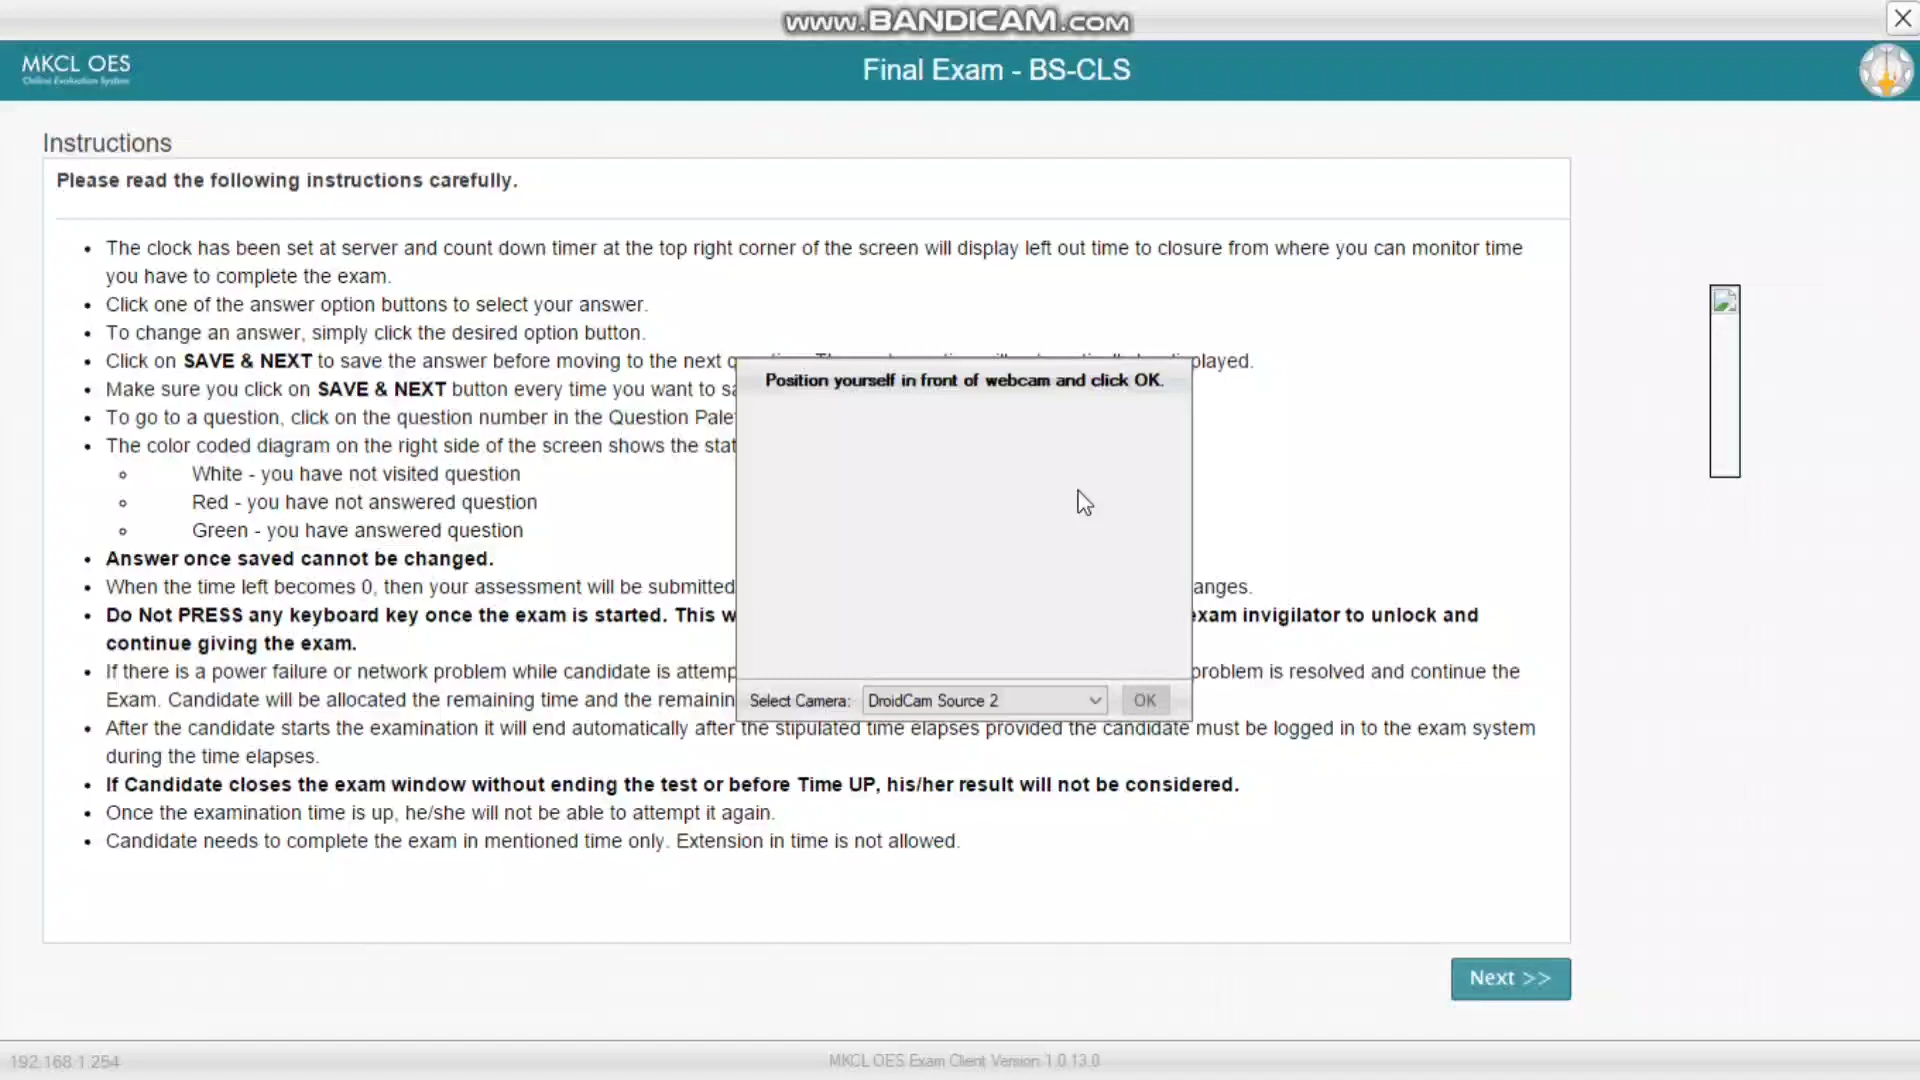 www.BANDICAM.com
MKCL OES
Online Evaluation System
Final Exam - BS-CLS
Instructions
Please read the following instructions carefully.
The clock has been set at server and count down timer at the top right corner of the screen will display left out time to closure from where you can monitor time
you have to complete the exam.
Click one of the answer option buttons to select your answer.
To change an answer, simply click the desired option button.
Click on SAVE & NEXT to save the answer before moving to the next played.
Make sure you click on SAVE & NEXT button every time you want to
To go to a question, click on the question number in the Question
The color coded diagram on the right side of the screen shows the
White - you have not visited question
Red - you have not answered question
Green - you have answered question
Answer once saved cannot be changed.
When the time left becomes 0, then your assessment will be submitted anges.
Do Not PRESS any keyboard key once the exam is started. This exam invigilator to unlock and
continue giving the exam.
If there is a power failure or network problem while candidate is problem is resolved and continue the
Exam. Candidate will be allocated the remaining time and the
After the candidate starts the examination it will end automatically after the stipulated time elapses provided the candidate must be logged in to the exam system
during the time elapses.
If Candidate closes the exam window without ending the test or before Time UP, his/her result will not be considered.
Once the examination time is up, he/she will not be able to attempt it again.
Candidate needs to complete the exam in mentioned time only. Extension in time is not allowed.
Position yourself in front of webcam and click OK.
Select Camera: DroidCam Source 2 OK
Next >>
192.168.1.254
MKCL OES Exam Client Version 1.0.13.0